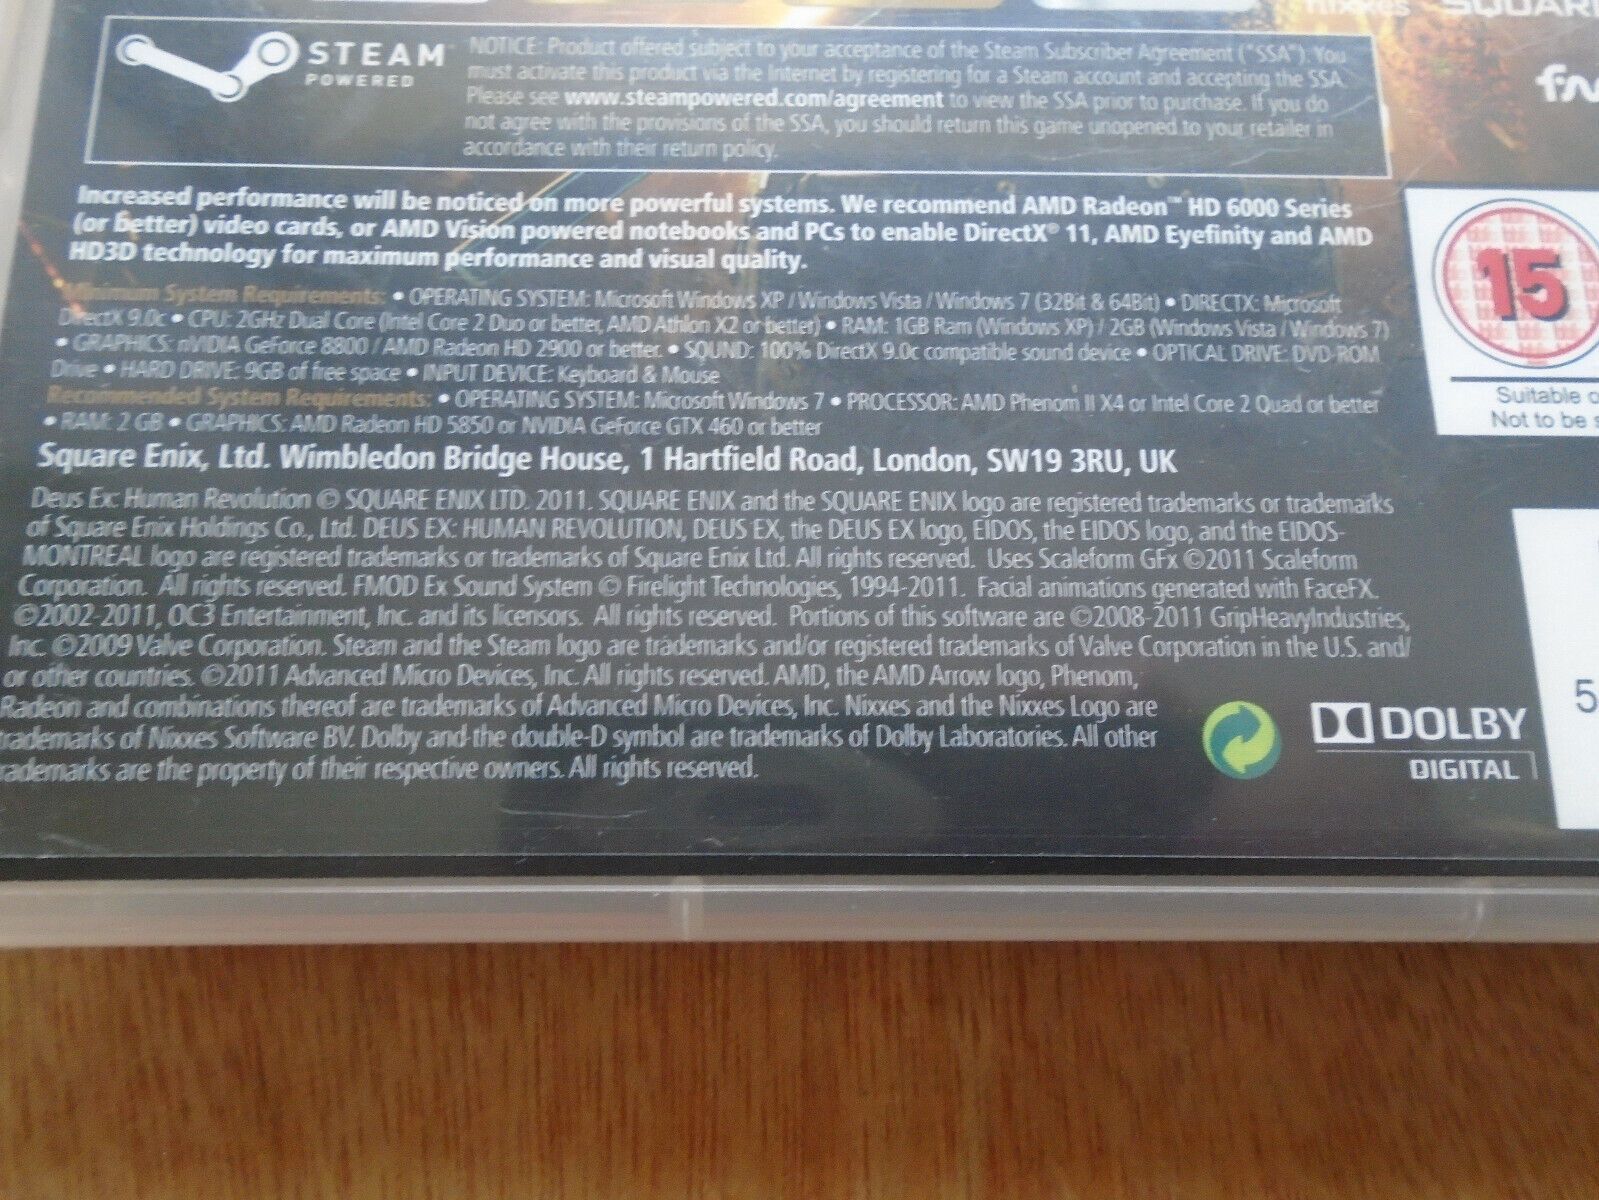 nixxes SQUARE
STEAM
POWERED
NOTICE: Product offered subject to your acceptance of the Steam Subscriber Agreement ("SSA"). You
must activate this product via the Internet by registering for a Steam account and accepting the SSA.
Please see www.steampowered.com/agreement to view the SSA prior to purchase. If you do
not agree with the provisions of the SSA, you should return this game unopened to your retailer in
accordance with their return policy.
Increased performance will be noticed on more powerful systems. We recommend AMD Radeon™ HD 6000 Series
(or better) video cards, or AMD Vision powered notebooks and PCs to enable DirectX® 11, AMD Eyefinity and AMD
HD3D technology for maximum performance and visual quality.
Minimum System Requirements: • OPERATING SYSTEM: Microsoft Windows XP / Windows Vista / Windows 7 (32Bit & 64Bit) • DIRECTX: Microsoft
DirectX 9.0c • CPU: 2GHz Dual Core (Intel Core 2 Duo or better, AMD Athlon X2 or better) • RAM: 1GB Ram (Windows XP) / 2GB (Windows Vista / Windows 7)
• GRAPHICS: nVIDIA GeForce 8800 / AMD Radeon HD 2900 or better. • SOUND: 100% DirectX 9.0c compatible sound device • OPTICAL DRIVE: DVD-ROM
Drive • HARD DRIVE: 9GB of free space • INPUT DEVICE: Keyboard & Mouse
Recommended System Requirements: • OPERATING SYSTEM: Microsoft Windows 7 • PROCESSOR: AMD Phenom II X4 or Intel Core 2 Quad or better
• RAM: 2 GB • GRAPHICS: AMD Radeon HD 5850 or NVIDIA GeForce GTX 460 or better
Square Enix, Ltd. Wimbledon Bridge House, 1 Hartfield Road, London, SW19 3RU, UK
Deus Ex: Human Revolution © SQUARE ENIX LTD. 2011. SQUARE ENIX and the SQUARE ENIX logo are registered trademarks or trademarks
of Square Enix Holdings Co., Ltd. DEUS EX: HUMAN REVOLUTION, DEUS EX, the DEUS EX logo, EIDOS, the EIDOS logo, and the EIDOS-
MONTREAL logo are registered trademarks or trademarks of Square Enix Ltd. All rights reserved. Uses Scaleform GFx ©2011 Scaleform
Corporation. All rights reserved. FMOD Ex Sound System © Firelight Technologies, 1994-2011. Facial animations generated with FaceFX.
©2002-2011, OC3 Entertainment, Inc. and its licensors. All rights reserved. Portions of this software are ©2008-2011 GripHeavyIndustries,
Inc. ©2009 Valve Corporation. Steam and the Steam logo are trademarks and/or registered trademarks of Valve Corporation in the U.S. and/
or other countries. ©2011 Advanced Micro Devices, Inc. All rights reserved. AMD, the AMD Arrow logo, Phenom,
Radeon and combinations thereof are trademarks of Advanced Micro Devices, Inc. Nixxes and the Nixxes Logo are
trademarks of Nixxes Software BV. Dolby and the double-D symbol are trademarks of Dolby Laboratories. All other
rademarks are the property of their respective owners. All rights reserved.
15
Suitable o
Not to be s
5
DOLBY
DIGITAL